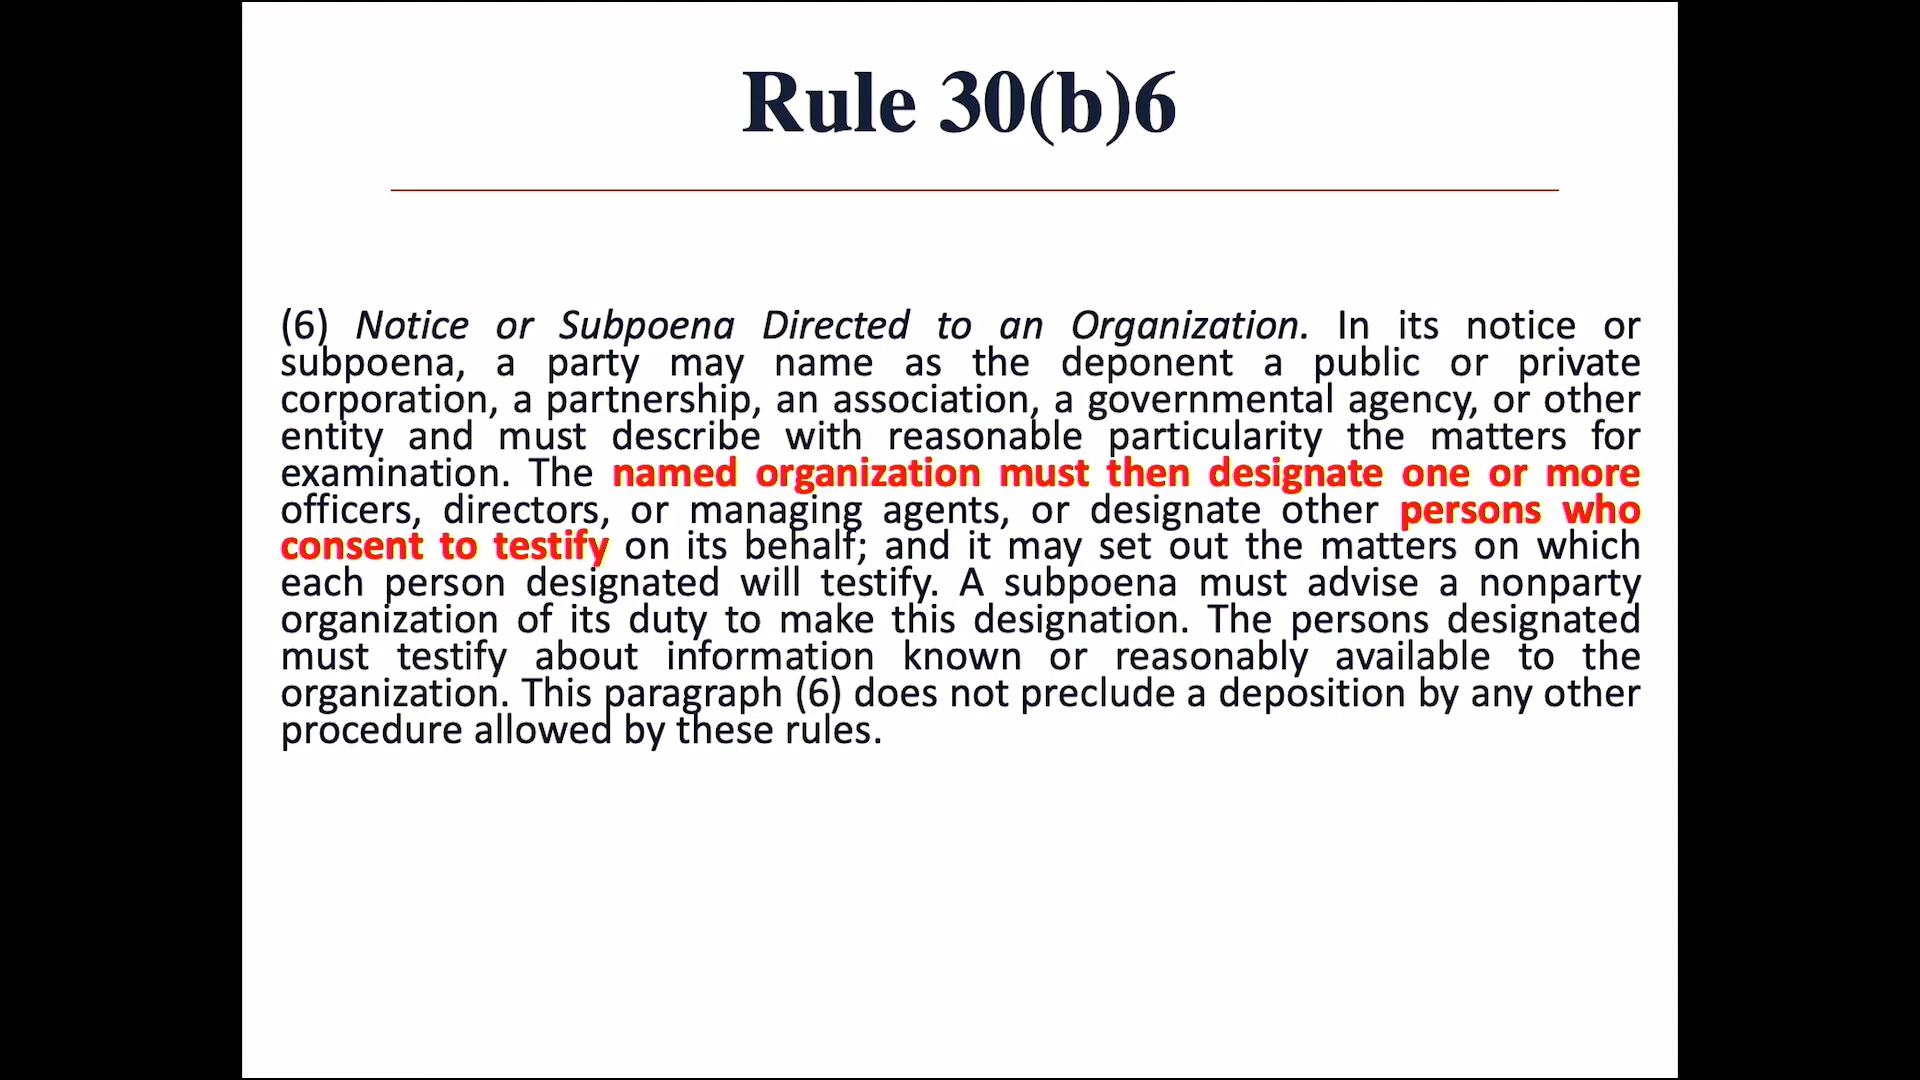 Rule 30(b)6
(6) Notice or Subpoena Directed to an Organization. In its notice or
subpoena, a party may name as the deponent a public or private
corporation, a partnership, an association, a governmental agency, or other
entity and must describe with reasonable particularity the matters for
examination. The named organization must then designate one or more
officers, directors, or managing agents, or designate other persons who
consent to testify on its behalf; and it may set out the matters on which
each person designated will testify. A subpoena must advise a nonparty
organization of its duty to make this designation. The persons designated
must testify about information known or reasonably available to the
organization. This paragraph (6) does not preclude a deposition by any other
procedure allowed by these rules.